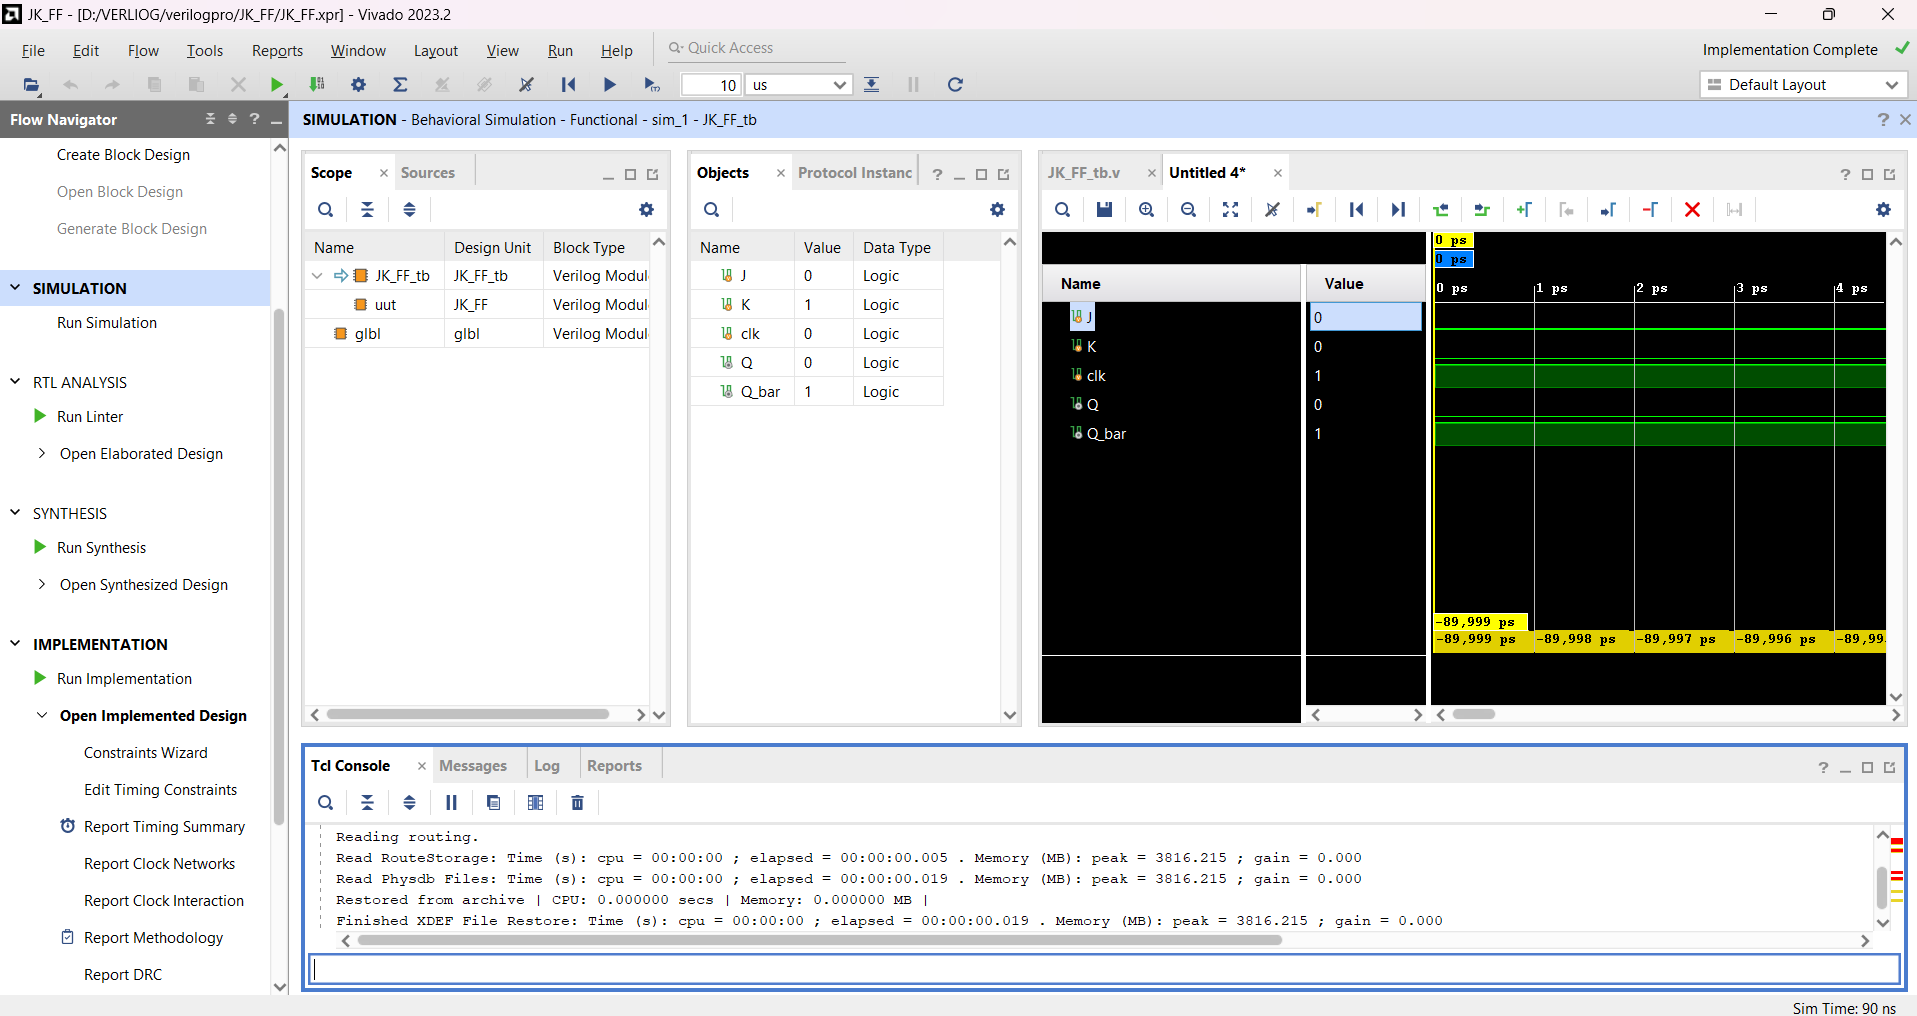 JK_FF - [D:/VERLIOG/verilogpro/JK_FF/JK_FF.xpr] - Vivado 2023.2
File Edit Flow Tools Reports Window Layout View Run Help Quick Access
Implementation Complete
10 us
Default Layout
Flow Navigator
Create Block Design
Open Block Design
Generate Block Design
SIMULATION
Run Simulation
RTL ANALYSIS
Run Linter
Open Elaborated Design
SYNTHESIS
Run Synthesis
Open Synthesized Design
IMPLEMENTATION
Run Implementation
Open Implemented Design
Constraints Wizard
Edit Timing Constraints
Report Timing Summary
Report Clock Networks
Report Clock Interaction
Report Methodology
Report DRC
SIMULATION - Behavioral Simulation - Functional - sim_1 - JK_FF_tb
Scope Sources
Name Design Unit Block Type
JK_FF_tb JK_FF_tb Verilog Modul
uut JK_FF Verilog Modul
glbl glbl Verilog Modul
Objects Protocol Instanc
Name Value Data Type
J 0 Logic
K 1 Logic
clk 0 Logic
Q 0 Logic
Q_bar 1 Logic
JK_FF_tb.v Untitled 4*
Name Value
J 0
K 0
clk 1
Q 0
Q_bar 1
0 ps
0 ps
0 ps 1 ps 2 ps 3 ps 4 ps
-89,999 ps
-89,999 ps -89,998 ps -89,997 ps -89,996 ps -89,99
Tcl Console Messages Log Reports
Reading routing.
Read RouteStorage: Time (s): cpu = 00:00:00 ; elapsed = 00:00:00.005 . Memory (MB): peak = 3816.215 ; gain = 0.000
Read Physdb Files: Time (s): cpu = 00:00:00 ; elapsed = 00:00:00.019 . Memory (MB): peak = 3816.215 ; gain = 0.000
Restored from archive | CPU: 0.000000 secs | Memory: 0.000000 MB |
Finished XDEF File Restore: Time (s): cpu = 00:00:00 ; elapsed = 00:00:00.019 . Memory (MB): peak = 3816.215 ; gain = 0.000
Sim Time: 90 ns